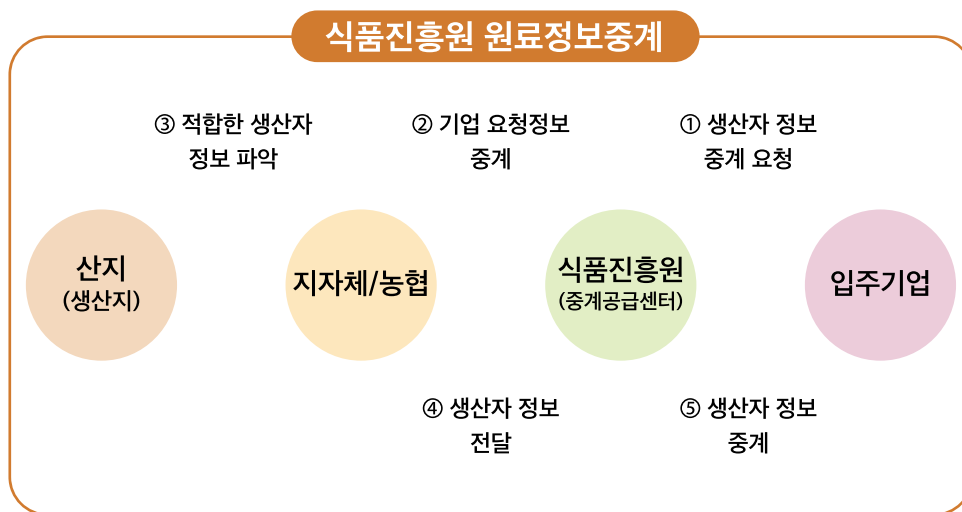 식품진흥원 원료정보중계
③ 적합한 생산자
정보 파악
② 기업 요청정보
중계
① 생산자 정보
중계 요청
산지
(생산지)
지자체/농협
식품진흥원
(중계공급센터)
입주기업
④ 생산자 정보
전달
⑤ 생산자 정보
중계